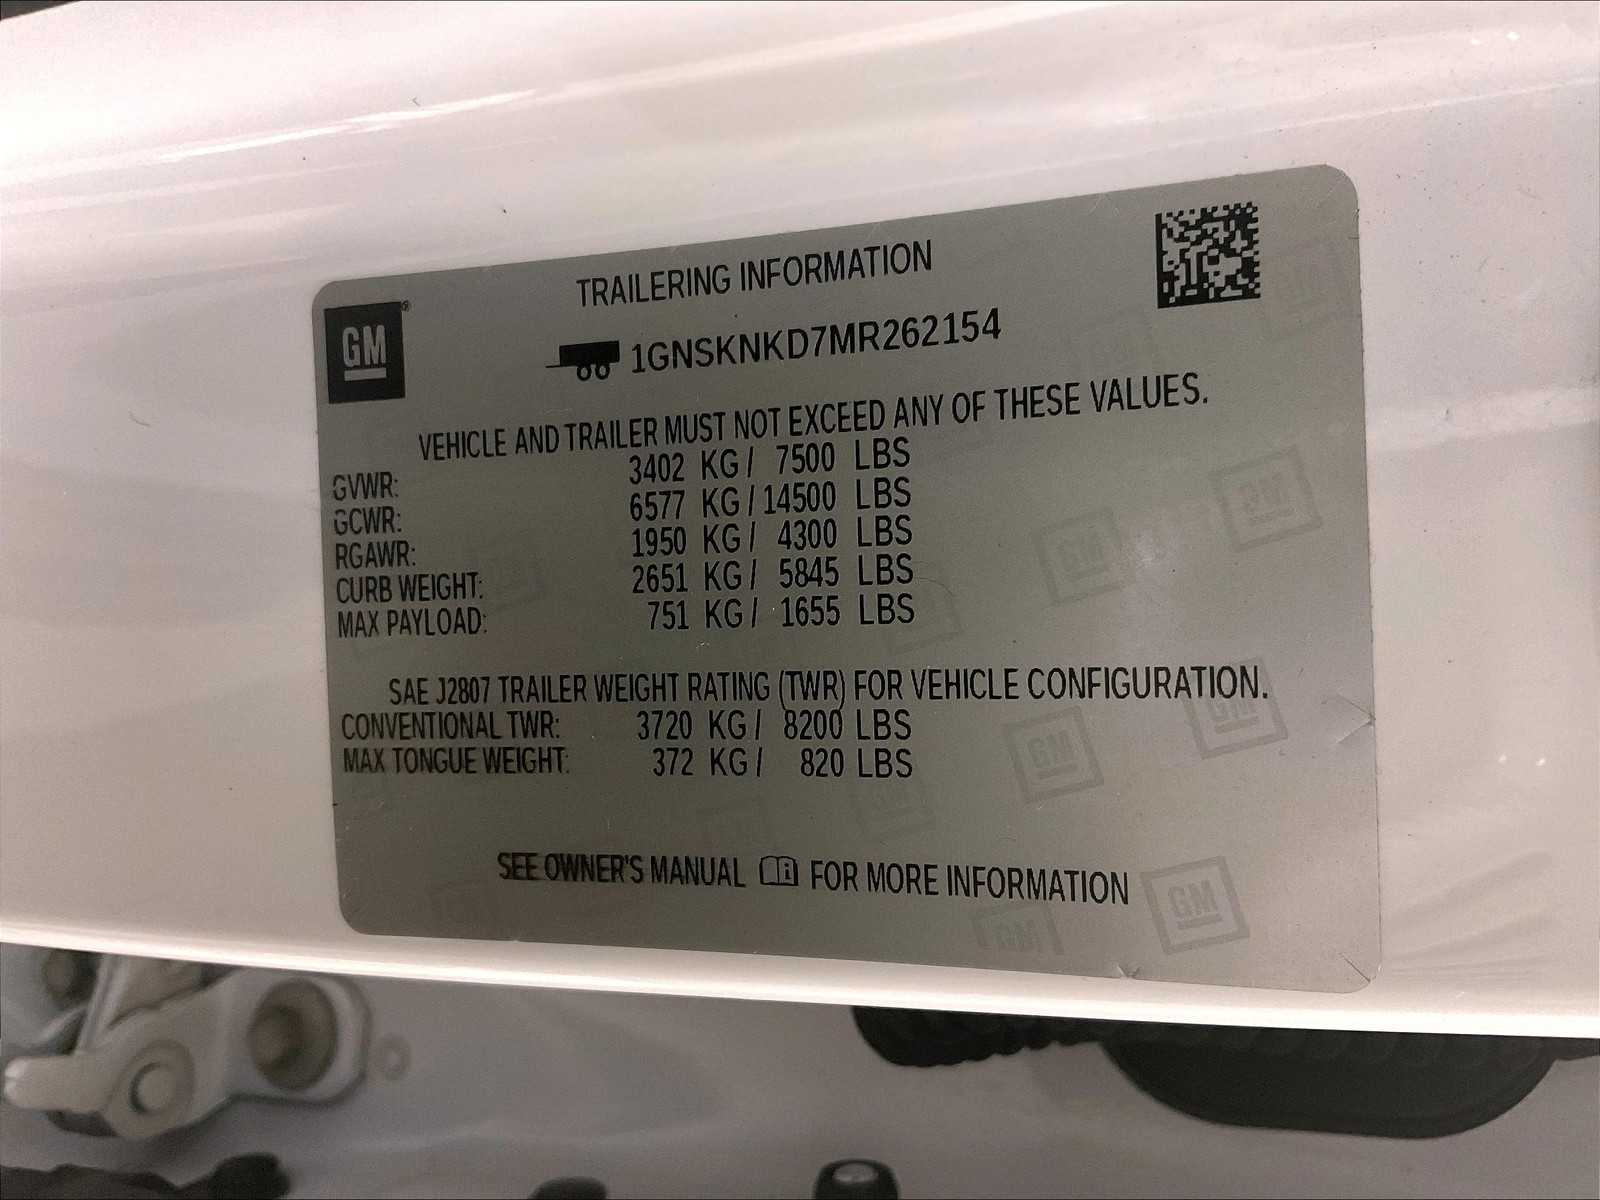 TRAILERING INFORMATION
GM®
1GNSKNKD7MR262154
VEHICLE AND TRAILER MUST NOT EXCEED ANY OF THESE VALUES.
GVWR: 3402 KG / 7500 LBS
GCWR: 6577 KG / 14500 LBS
RGAWR: 1950 KG / 4300 LBS
CURB WEIGHT: 2651 KG / 5845 LBS
MAX PAYLOAD: 751 KG / 1655 LBS
SAE J2807 TRAILER WEIGHT RATING (TWR) FOR VEHICLE CONFIGURATION.
CONVENTIONAL TWR: 3720 KG / 8200 LBS
MAX TONGUE WEIGHT: 372 KG / 820 LBS
SEE OWNER'S MANUAL FOR MORE INFORMATION